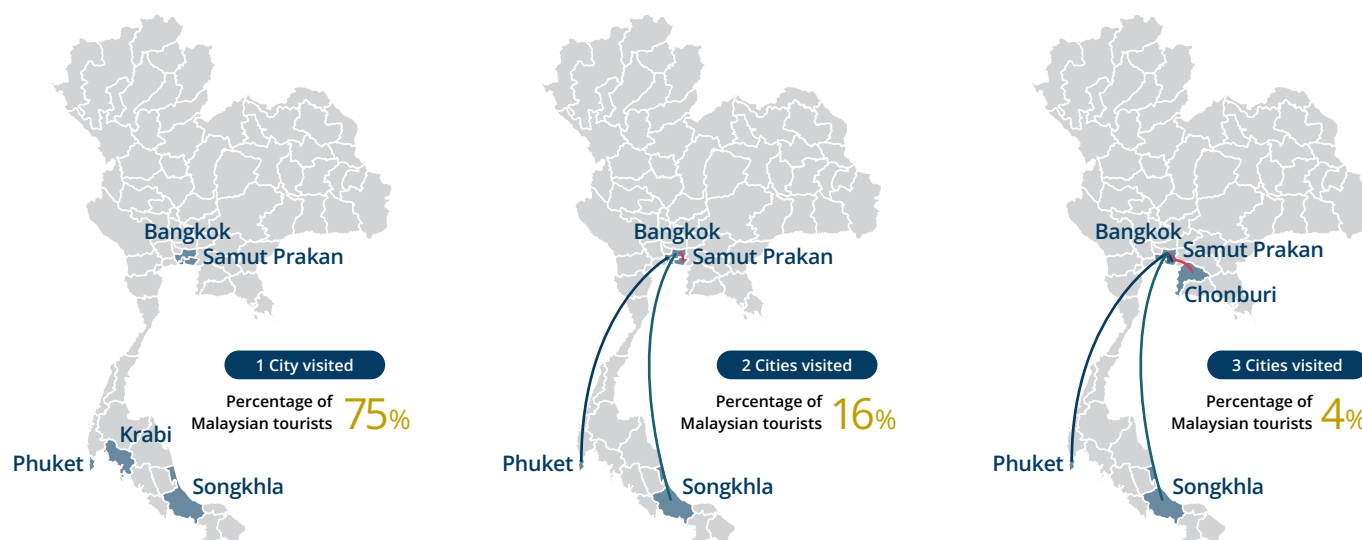 Bangkok
Samut Prakan
1 City visited
Percentage of
Malaysian tourists 75%
Krabi
Phuket
Songkhla
Bangkok
Samut Prakan
2 Cities visited
Percentage of
Malaysian tourists 16%
Phuket
Songkhla
Bangkok
Samut Prakan
Chonburi
3 Cities visited
Percentage of
Malaysian tourists 4%
Phuket
Songkhla